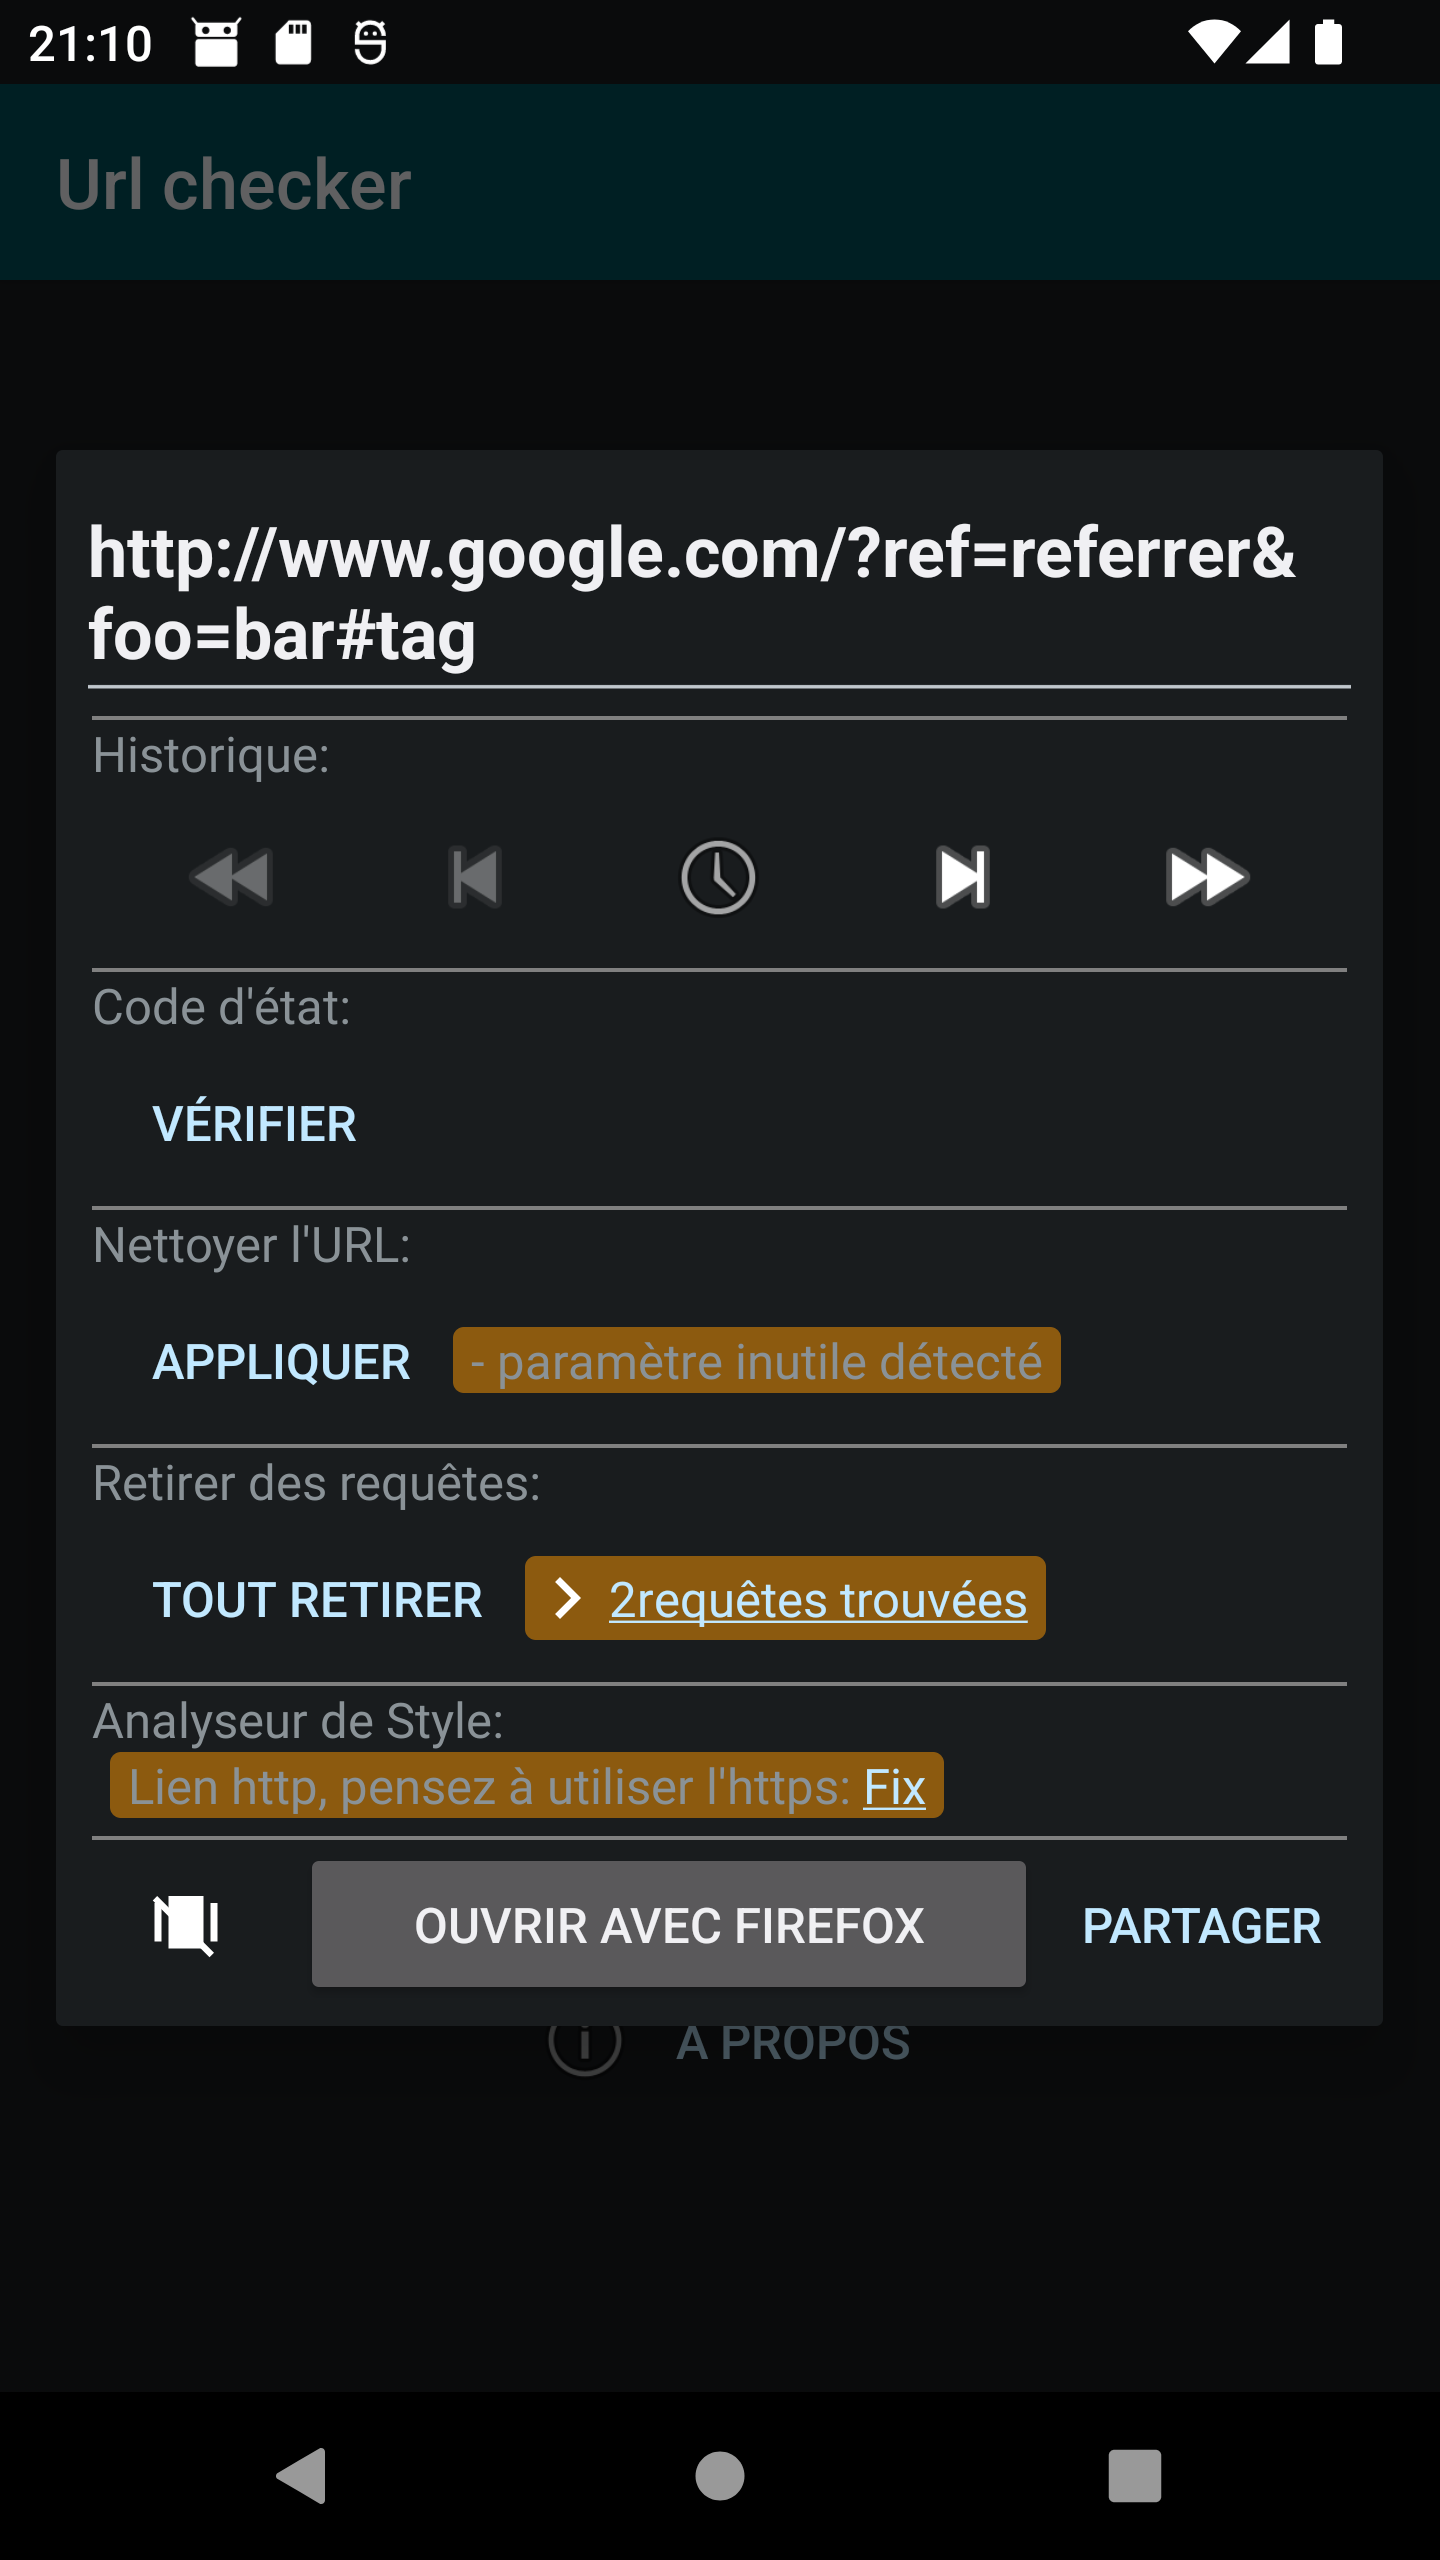 21:10
Url checker
http://www.google.com/?ref=referrer&
foo=bar#tag
Historique:
Code d'état:
VÉRIFIER
Nettoyer l'URL:
APPLIQUER - paramètre inutile détecté
Retirer des requêtes:
TOUT RETIRER 2requêtes trouvées
Analyseur de Style:
Lien http, pensez à utiliser l'https: Fix
OUVRIR AVEC FIREFOX PARTAGER
À PROPOS